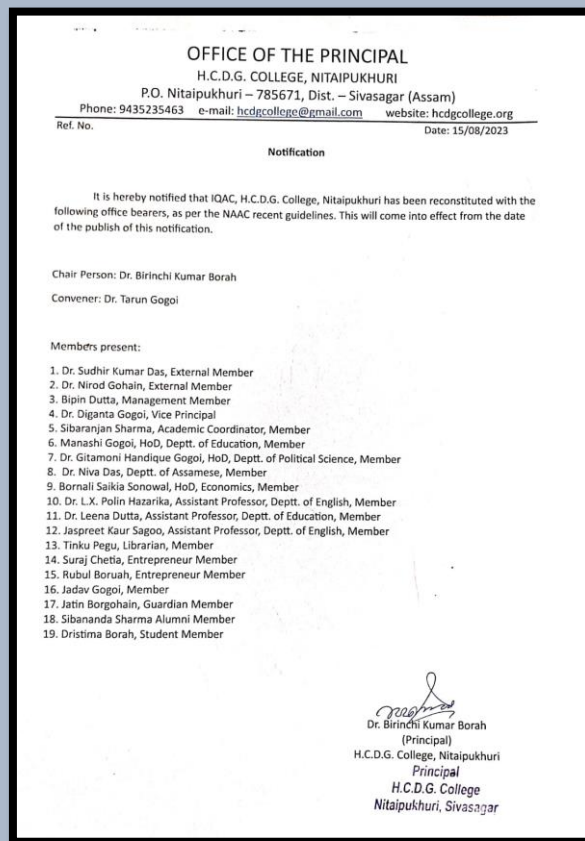 OFFICE OF THE PRINCIPAL
H.C.D.G. COLLEGE, NITAIPUKHURI
P.O. Nitaipukhuri – 785671, Dist. – Sivasagar (Assam)
Phone: 9435235463 e-mail: hcdgcollege@gmail.com website: hcdgcollege.org
Ref. No. Date: 15/08/2023
Notification
It is hereby notified that IQAC, H.C.D.G. College, Nitaipukhuri has been reconstituted with the
following office bearers, as per the NAAC recent guidelines. This will come into effect from the date
of the publish of this notification.
Chair Person: Dr. Birinchi Kumar Borah
Convener: Dr. Tarun Gogoi
Members present:
1. Dr. Sudhir Kumar Das, External Member
2. Dr. Nirod Gohain, External Member
3. Bipin Dutta, Management Member
4. Dr. Diganta Gogoi, Vice Principal
5. Sibaranjan Sharma, Academic Coordinator, Member
6. Manashi Gogoi, HoD, Deptt. of Education, Member
7. Dr. Gitamoni Handique Gogoi, HoD, Deptt. of Political Science, Member
8. Dr. Niva Das, Deptt. of Assamese, Member
9. Bornali Saikia Sonowal, HoD, Economics, Member
10. Dr. L.X. Polin Hazarika, Assistant Professor, Deptt. of English, Member
11. Dr. Leena Dutta, Assistant Professor, Deptt. of Education, Member
12. Jaspreet Kaur Sagoo, Assistant Professor, Deptt. of English, Member
13. Tinku Pegu, Librarian, Member
14. Suraj Chetia, Entrepreneur Member
15. Rubul Boruah, Entrepreneur Member
16. Jadav Gogoi, Member
17. Jatin Borgohain, Guardian Member
18. Sibananda Sharma Alumni Member
19. Dristima Borah, Student Member
Dr. Birinchi Kumar Borah
(Principal)
H.C.D.G. College, Nitaipukhuri
Principal
H.C.D.G. College
Nitaipukhuri, Sivasagar